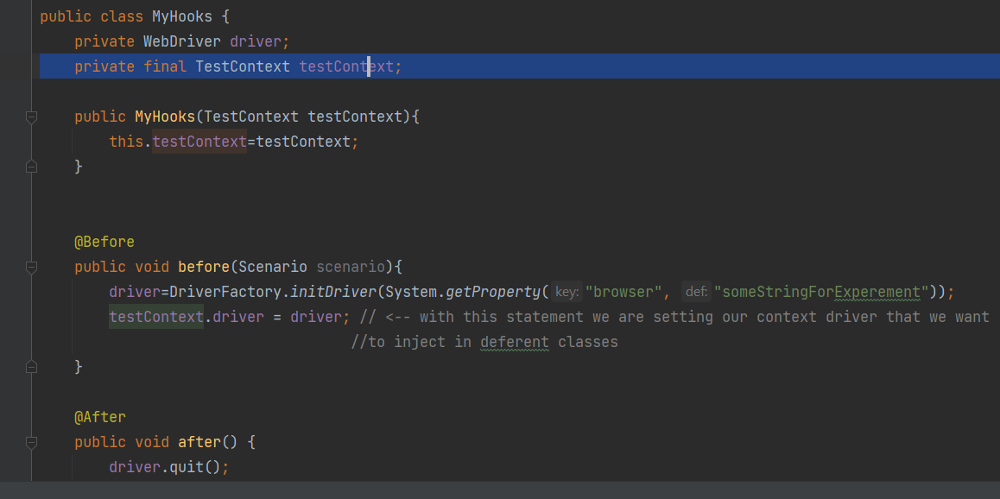 public class MyHooks {
private WebDriver driver;
private final TestContext testContext;
public MyHooks(TestContext testContext){
this.testContext=testContext;
}
@Before
public void before(Scenario scenario){
driver=DriverFactory.initDriver(System.getProperty( key: "browser", def: "someStringForExperement"));
testContext.driver = driver; // <-- with this statement we are setting our context driver that we want
//to inject in deferent classes
}
@After
public void after() {
driver.quit();